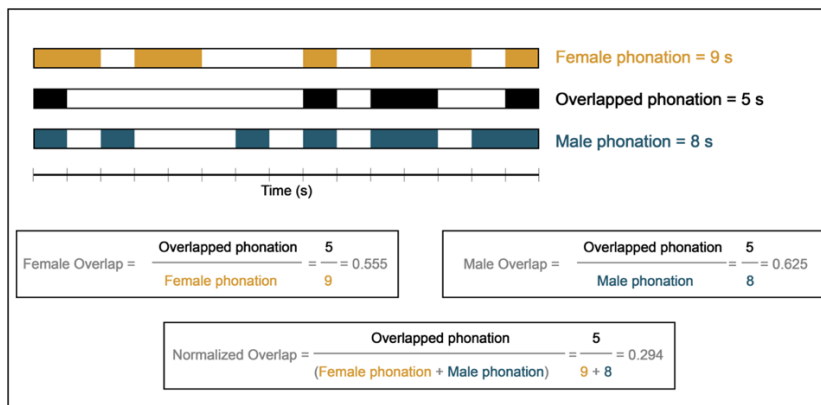 Female phonation = 9 s
Overlapped phonation = 5 s
Male phonation = 8 s
Time (s)
Female Overlap = Overlapped phonation / Female phonation = 5 / 9 = 0.555
Male Overlap = Overlapped phonation / Male phonation = 5 / 8 = 0.625
Normalized Overlap = Overlapped phonation / (Female phonation + Male phonation) = 5 / 9 + 8 = 0.294